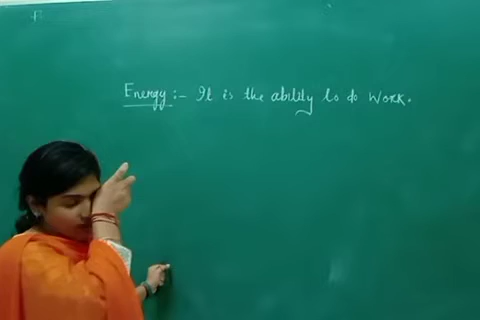 Energy :- It is the ability to do work.